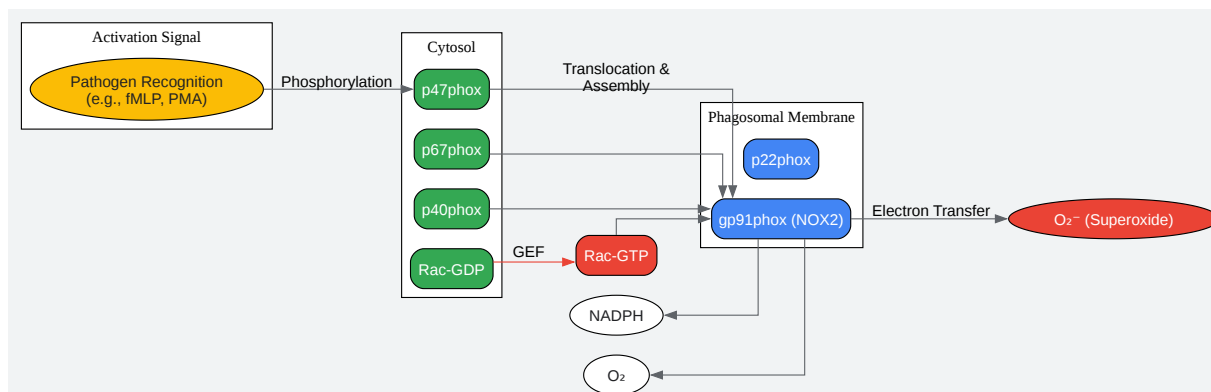 Activation Signal
Pathogen Recognition
(e.g., fMLP, PMA)
Phosphorylation
Cytosol
p47phox
p67phox
p40phox
Rac-GDP
Translocation &
Assembly
GEF
Rac-GTP
Phagosomal Membrane
p22phox
gp91phox (NOX2)
Electron Transfer
O₂⁻ (Superoxide)
NADPH
O₂